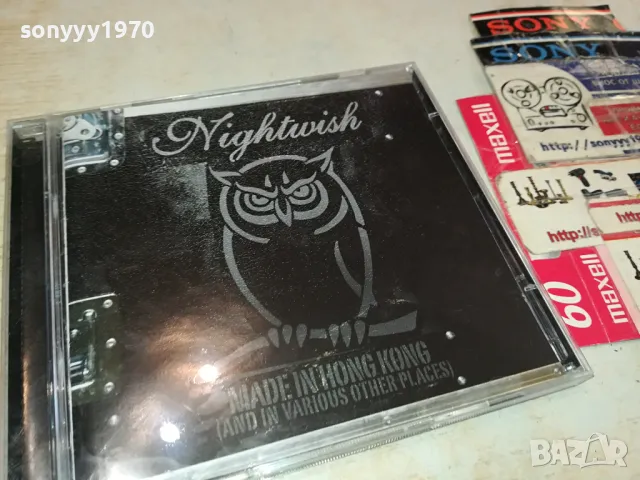 sonyyy1970
Nightwish
MADE IN HONG KONG
(AND IN VARIOUS OTHER PLACES)
SONY
SONY
maxell
http://sonyyy1
http://s
60
maxell
BAZAR
bg